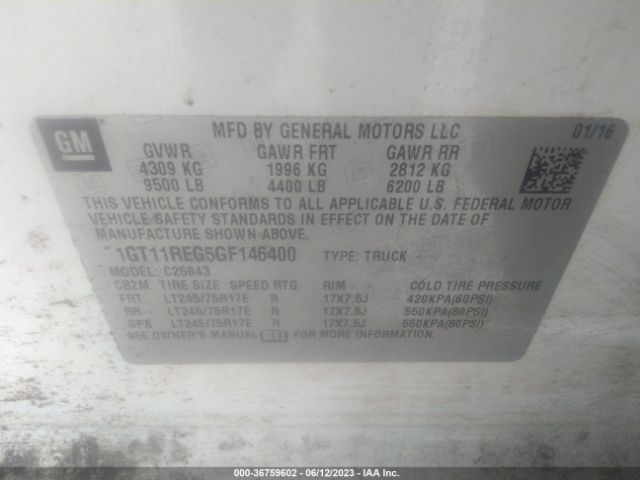 GM
MFD BY GENERAL MOTORS LLC 01/16
GVWR GAWR FRT GAWR RR
4309 KG 1996 KG 2812 KG
9500 LB 4400 LB 6200 LB
THIS VEHICLE CONFORMS TO ALL APPLICABLE U.S. FEDERAL MOTOR
VEHICLE SAFETY STANDARDS IN EFFECT ON THE DATE OF
MANUFACTURE SHOWN ABOVE.
1GT11REG5GF146400 TYPE: TRUCK
MODEL: C25943
CB2M TIRE SIZE SPEED RTG RIM COLD TIRE PRESSURE
FRT LT245/75R17E R 17X7.5J 420KPA(60PSI)
RR LT245/75R17E R 17X7.5J 550KPA(80PSI)
SPA LT245/75R17E R 17X7.5J 550KPA(80PSI)
SEE OWNER'S MANUAL FOR MORE INFORMATION.
000-36759602 - 06/12/2023 - IAA Inc.